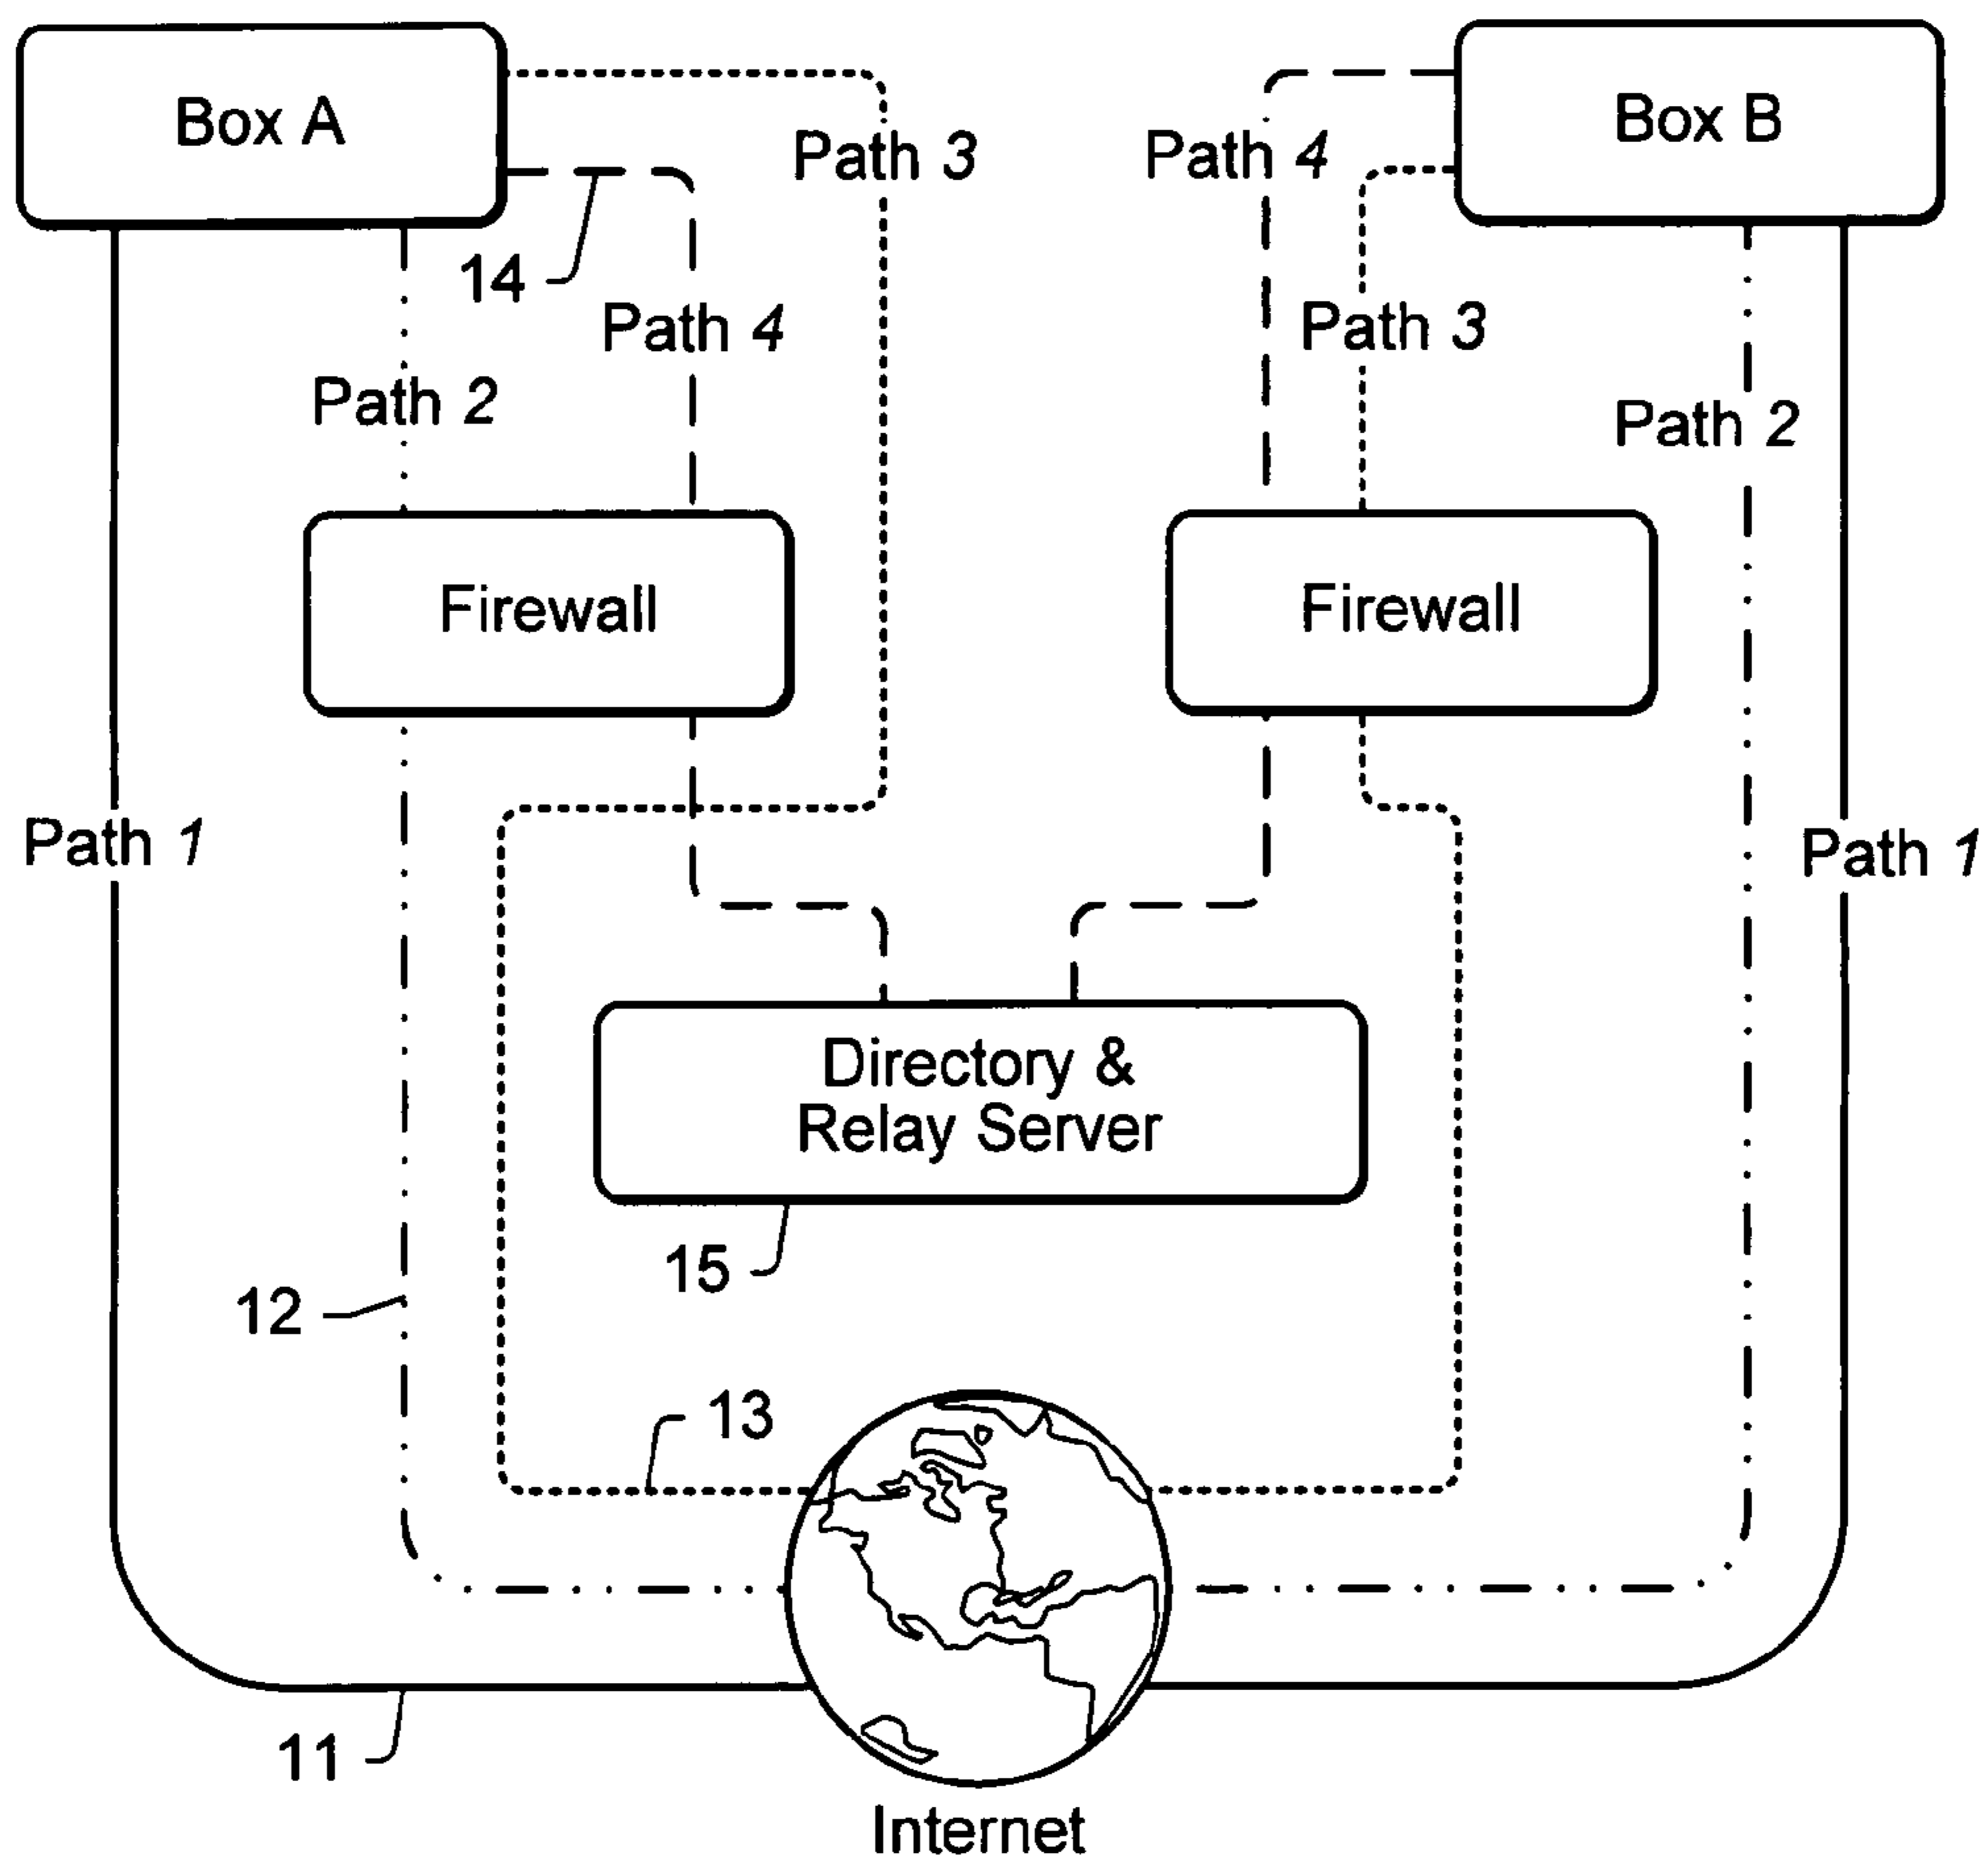 Box A
Box B
Path 3
Path 4
14
Path 4
Path 3
Path 2
Path 2
Firewall
Firewall
Path 1
Path 1
Directory &
Relay Server
15
12
13
11
Internet